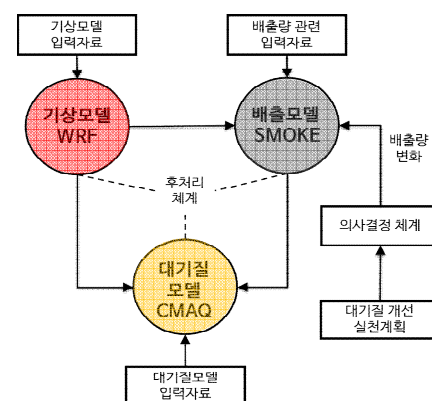 기상모델
입력자료
배출량 관련
입력자료
기상모델
WRF
배출모델
SMOKE
배출량
변화
후처리
체계
의사결정 체계
대기질
모델
CMAQ
대기질 개선
실천계획
대기질모델
입력자료